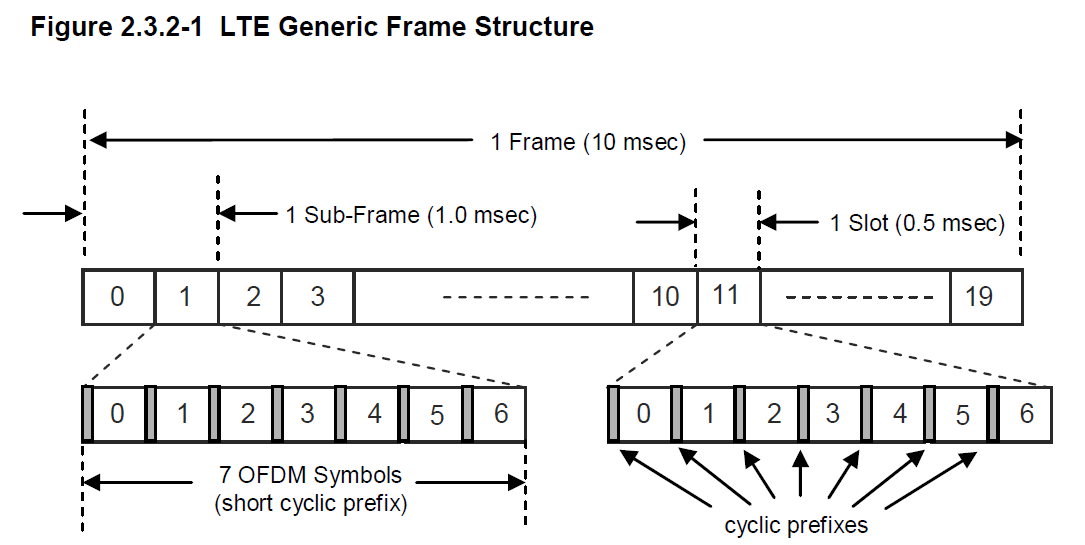 Figure 2.3.2-1 LTE Generic Frame Structure
1 Frame (10 msec)
1 Sub-Frame (1.0 msec)
1 Slot (0.5 msec)
0 1 2 3 10 11 19
0 1 2 3 4 5 6
0 1 2 3 4 5 6
7 OFDM Symbols
(short cyclic prefix)
cyclic prefixes